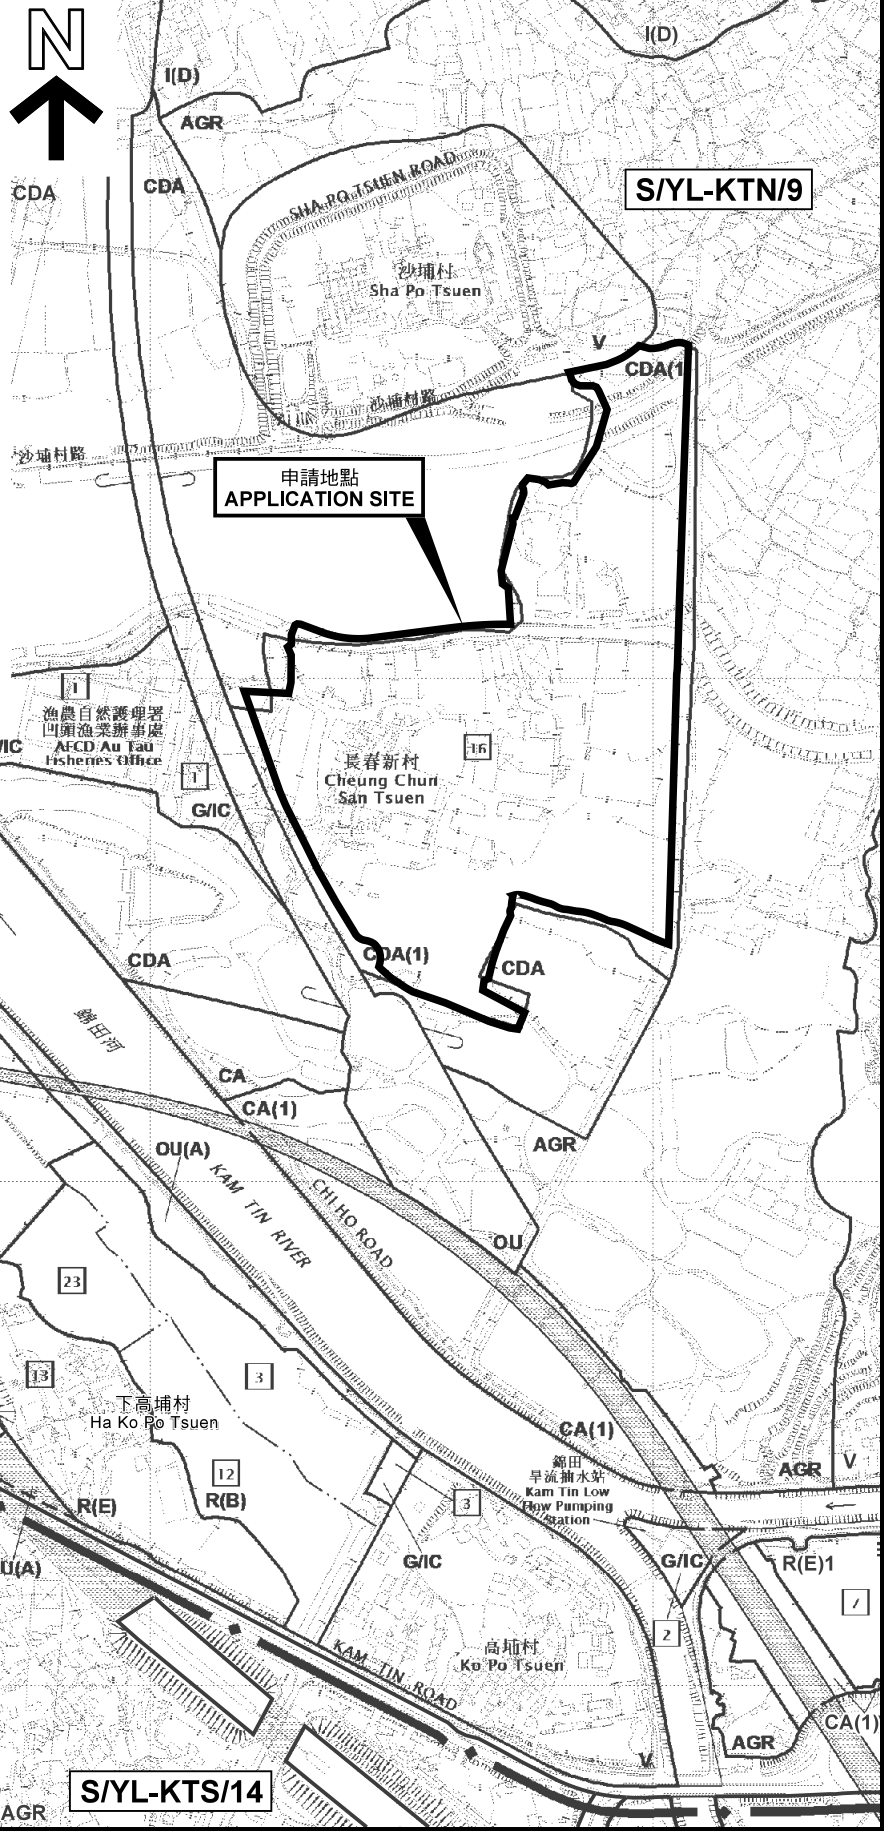 N
I(D)
I(D)
AGR
CDA
CDA
S/YL-KTN/9
SHA PO TSUEN ROAD
沙埔村
Sha Po Tsuen
V
CDA(1
沙埔村路
沙埔村路
申請地點
APPLICATION SITE
1
漁農自然護理署
凹頭漁業辦事處
AFCD Au Tau
Fisheries Office
/IC
1
G/IC
16
長春新村
Cheung Chun
San Tsuen
CDA(1)
CDA
CDA
錦田河
CA
CA(1)
AGR
OU(A)
KAM TIN RIVER
CHI HO ROAD
OU
23
13
3
下高埔村
Ha Ko Po Tsuen
CA(1)
錦田
旱流抽水站
Kam Tin Low
Flow Pumping
Station
AGR
V
12
R(B)
R(E)
3
U(A)
G/IC
G/IC
R(E)1
7
2
高埔村
Ko Po Tsuen
KAM TIN ROAD
CA(1)
AGR
V
S/YL-KTS/14
AGR